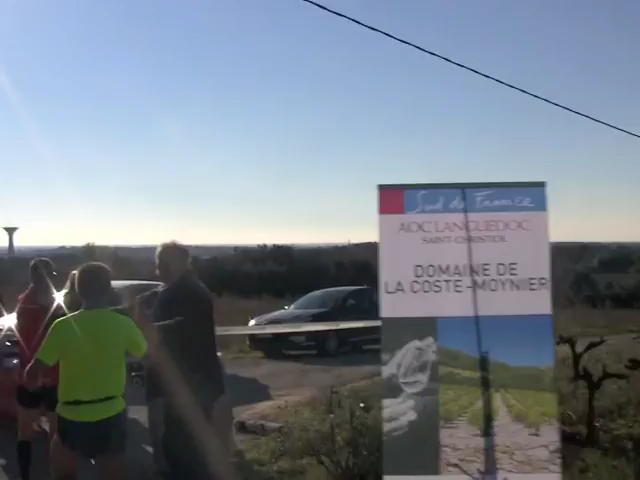 Sud de France
AOC LANGUEDOC
SAINT-CHRISTOL
DOMAINE DE
LA COSTE-MOYNIER